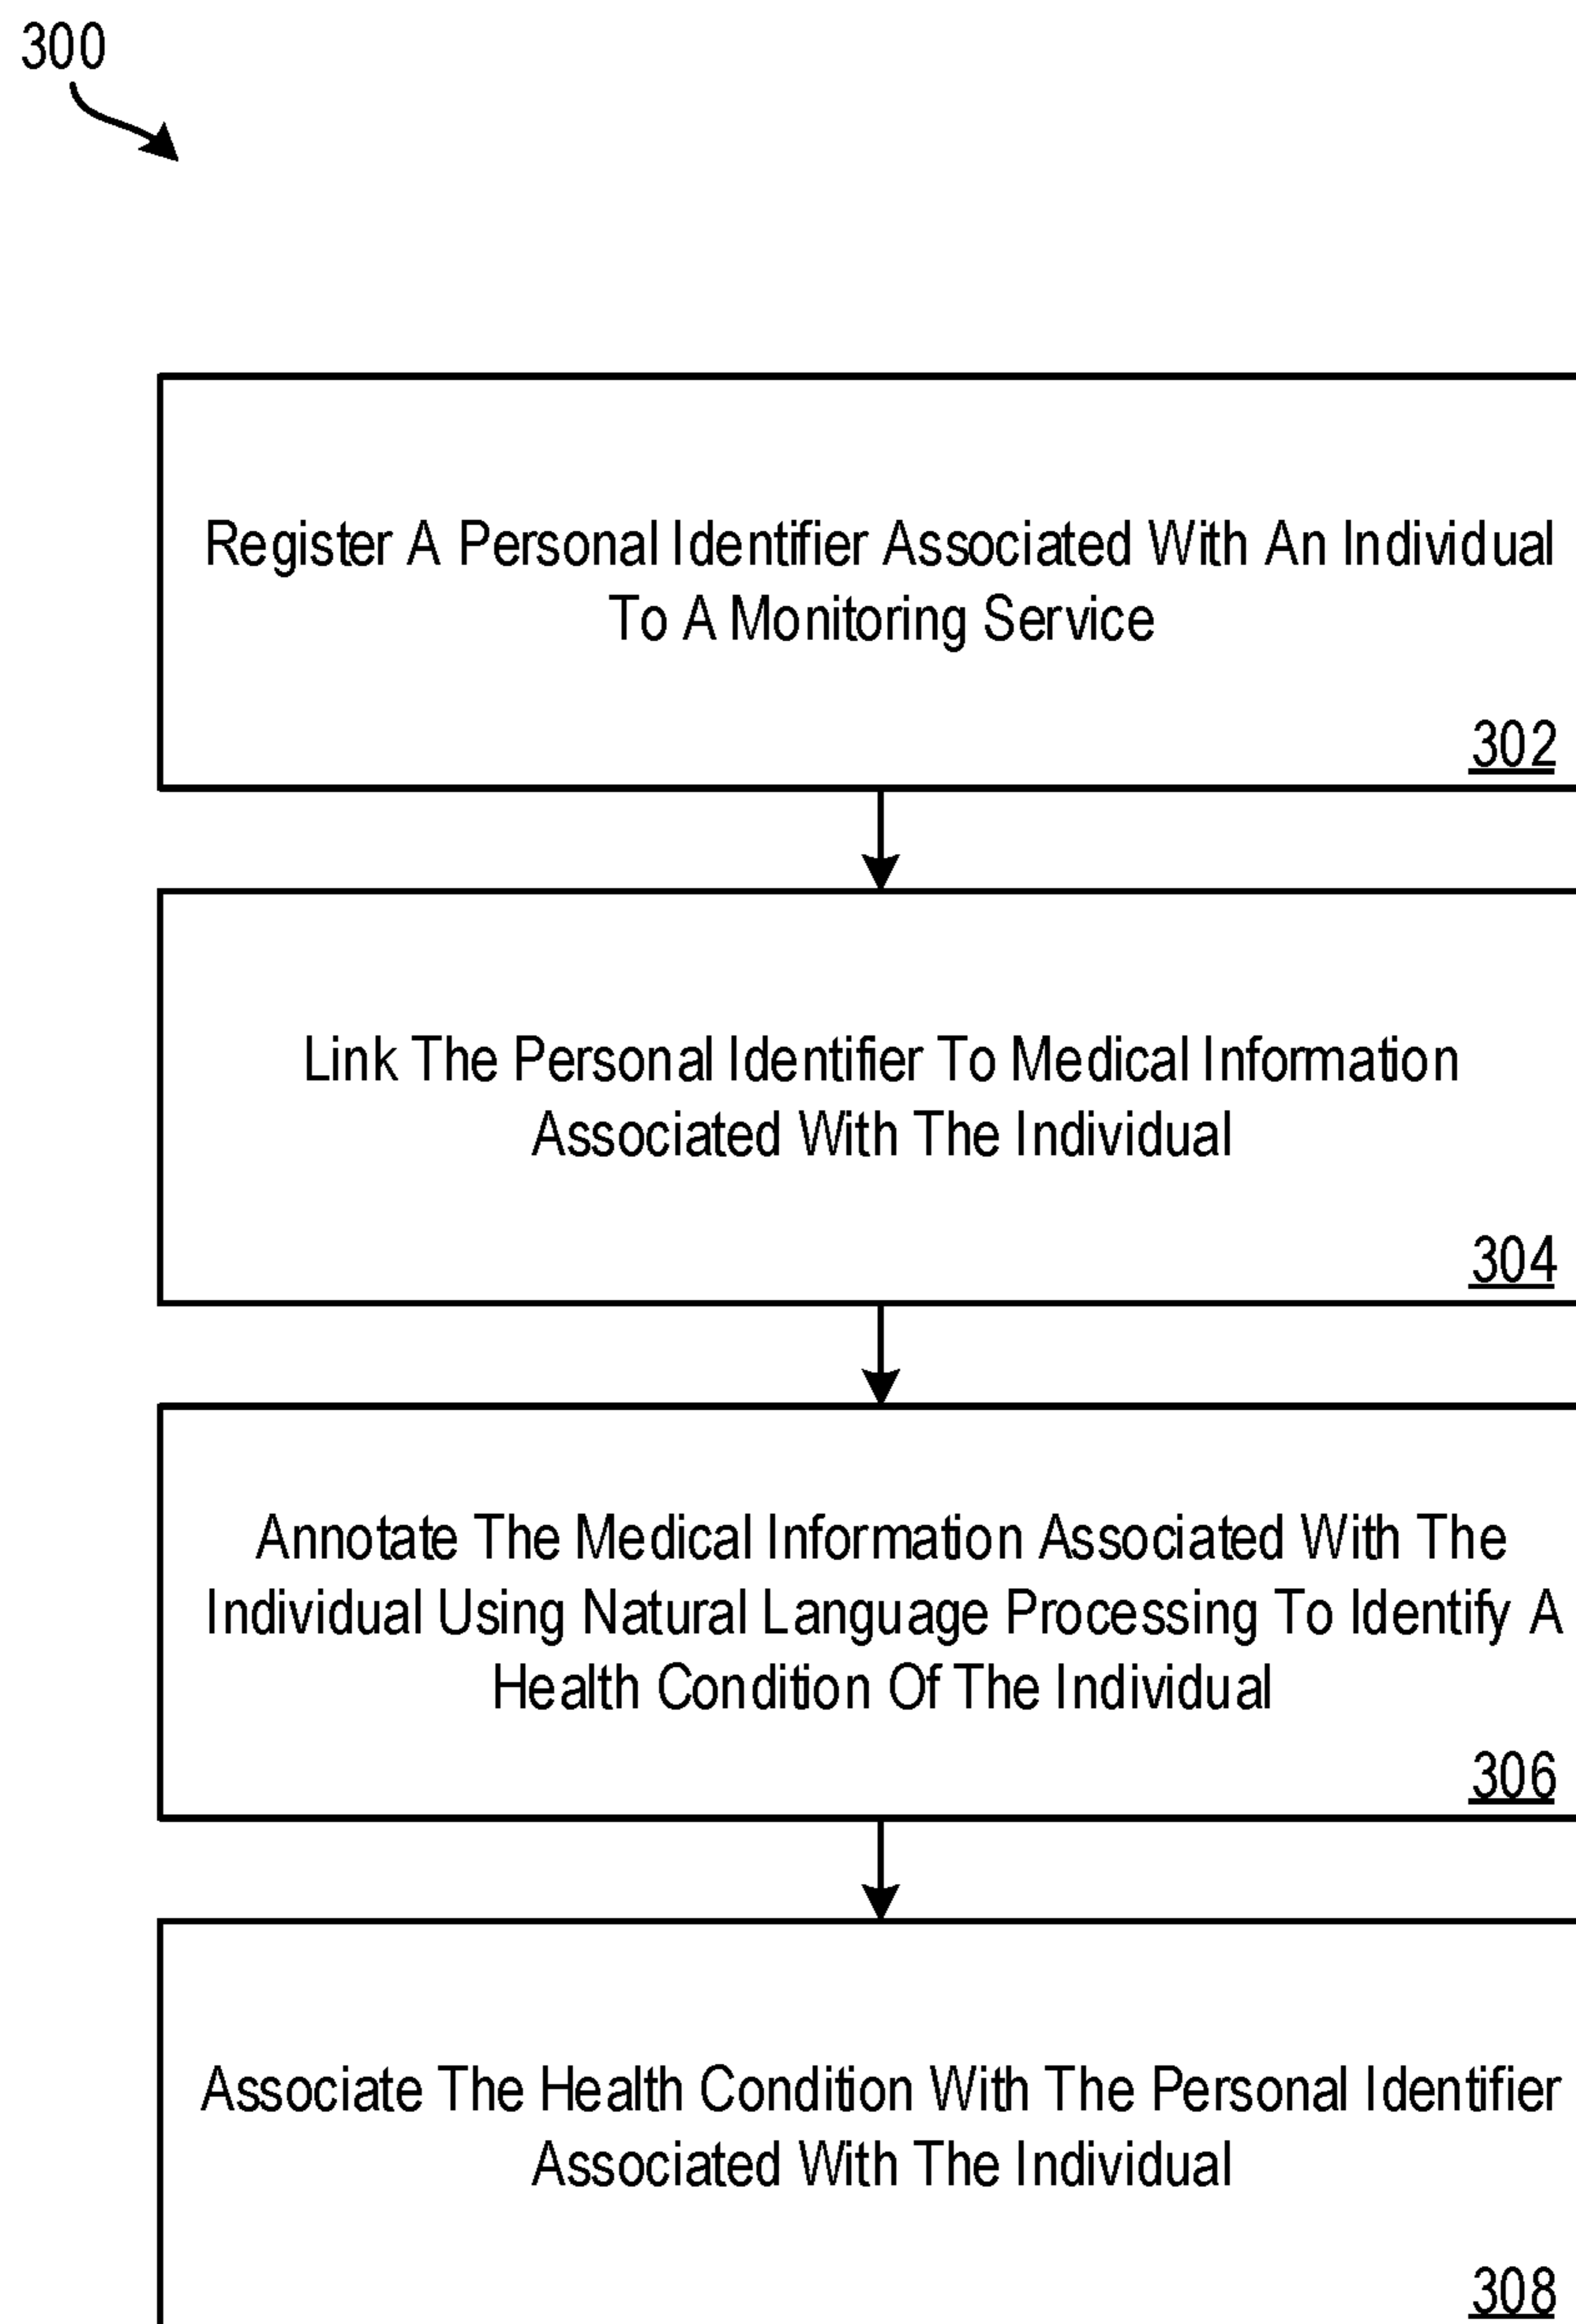 300
Register A Personal Identifier Associated With An Individual
To A Monitoring Service
302
Link The Personal Identifier To Medical Information
Associated With The Individual
304
Annotate The Medical Information Associated With The
Individual Using Natural Language Processing To Identify A
Health Condition Of The Individual
306
Associate The Health Condition With The Personal Identifier
Associated With The Individual
308